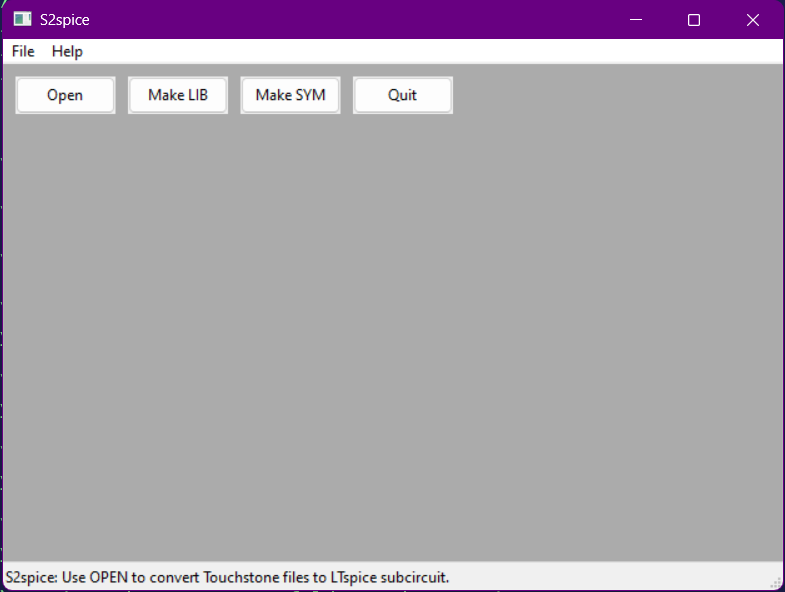 S2spice
File Help
Open Make LIB Make SYM Quit
S2spice: Use OPEN to convert Touchstone files to LTspice subcircuit.